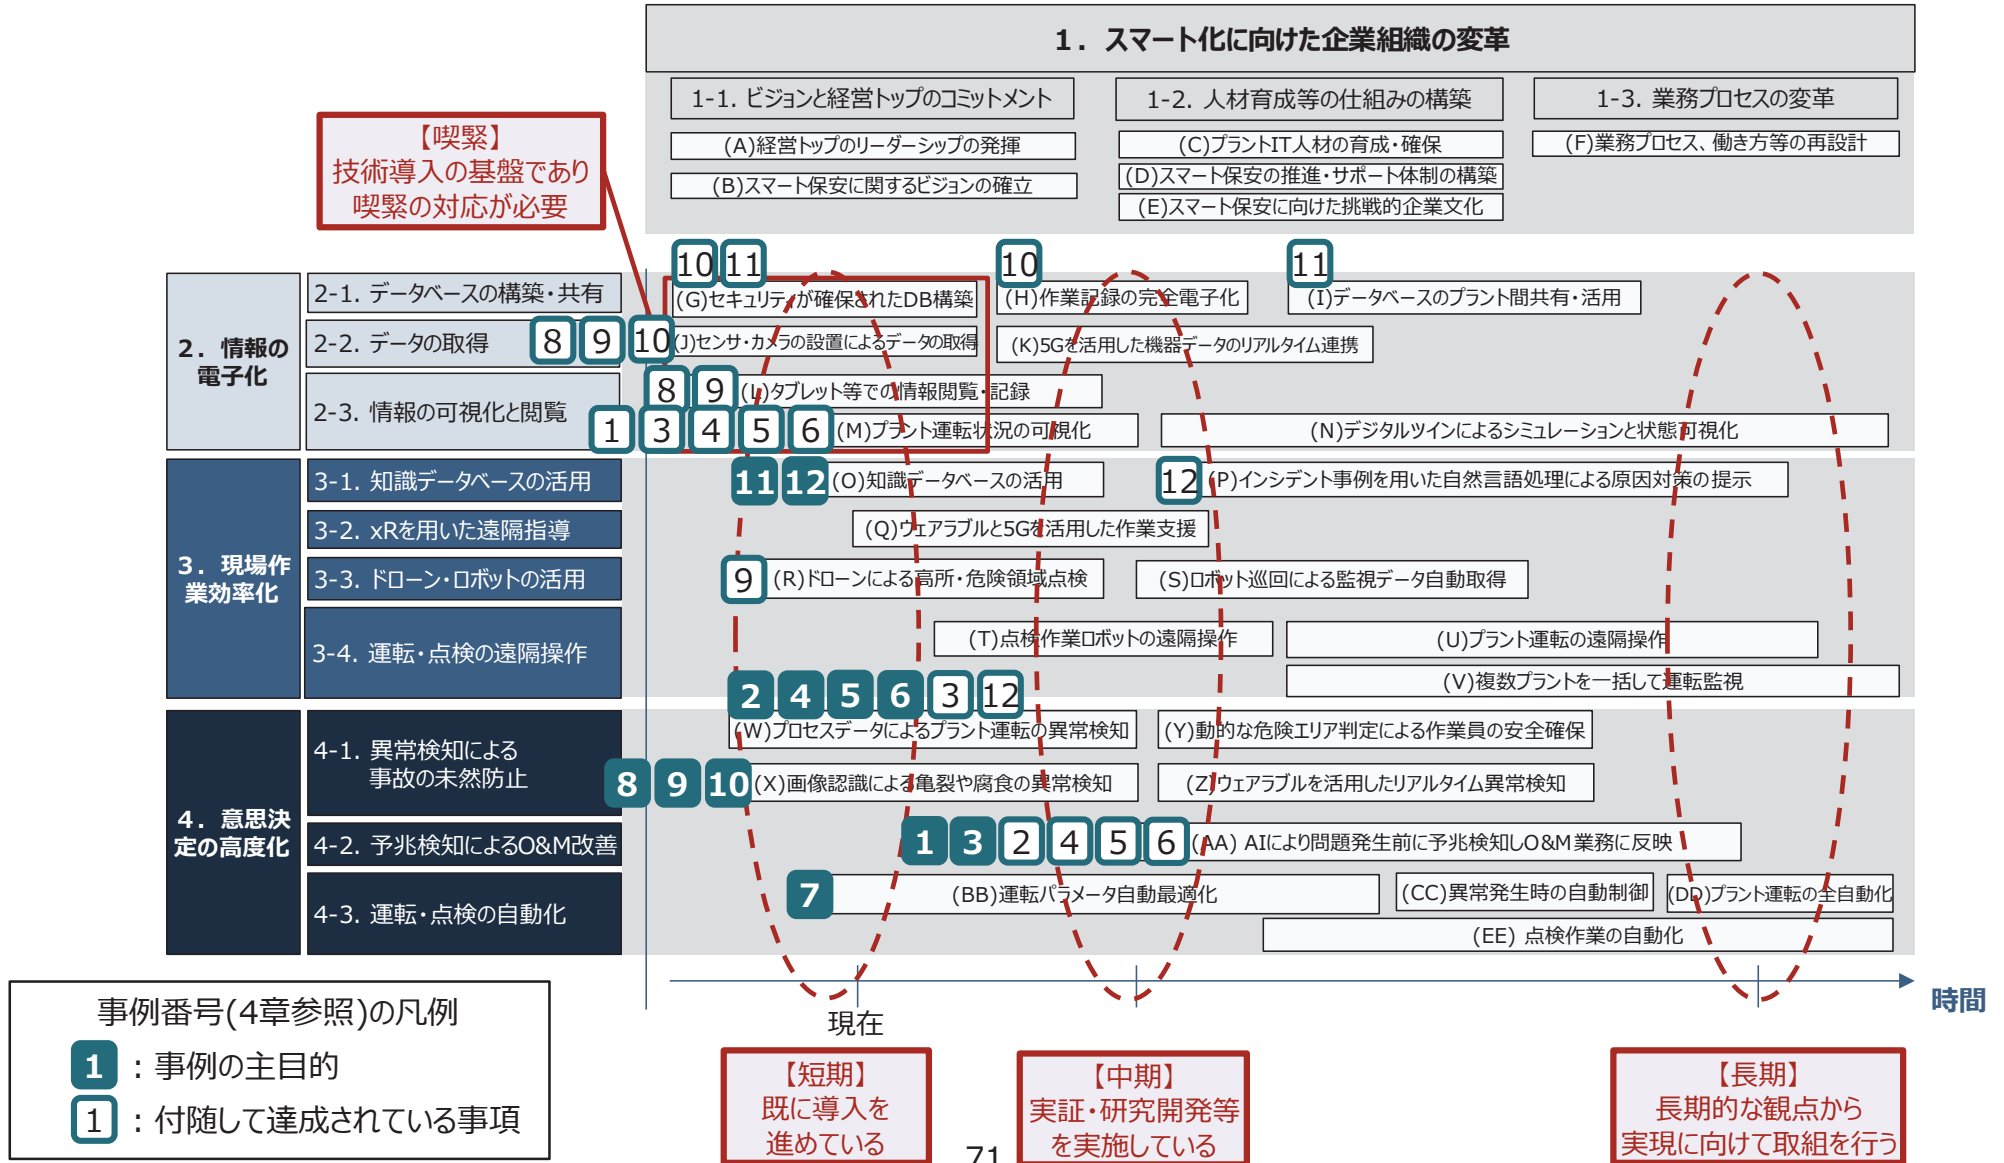 1．スマート化に向けた企業組織の変革
1-1. ビジョンと経営トップのコミットメント
1-2. 人材育成等の仕組みの構築
1-3. 業務プロセスの変革
(A)経営トップのリーダーシップの発揮
(B)スマート保安に関するビジョンの確立
(C)プラントIT人材の育成・確保
(D)スマート保安の推進・サポート体制の構築
(E)スマート保安に向けた挑戦的企業文化
(F)業務プロセス、働き方等の再設計
【喫緊】
技術導入の基盤であり
喫緊の対応が必要
2．情報の
電子化
2-1. データベースの構築・共有
10 11
(G)セキュリティが確保されたDB構築
10
(H)作業記録の完全電子化
11
(I)データベースのプラント間共有・活用
2-2. データの取得
8 9 10
(J)センサ・カメラの設置によるデータの取得
(K)5Gを活用した機器データのリアルタイム連携
2-3. 情報の可視化と閲覧
8 9
(L)タブレット等での情報閲覧・記録
1 3 4 5 6
(M)プラント運転状況の可視化
(N)デジタルツインによるシミュレーションと状態可視化
3．現場作
業効率化
3-1. 知識データベースの活用
11 12
(O)知識データベースの活用
12
(P)インシデント事例を用いた自然言語処理による原因対策の提示
3-2. xRを用いた遠隔指導
(Q)ウェアラブルと5Gを活用した作業支援
3-3. ドローン・ロボットの活用
9
(R)ドローンによる高所・危険領域点検
(S)ロボット巡回による監視データ自動取得
3-4. 運転・点検の遠隔操作
(T)点検作業ロボットの遠隔操作
(U)プラント運転の遠隔操作
(V)複数プラントを一括して運転監視
4．意思決
定の高度化
4-1. 異常検知による
事故の未然防止
2 4 5 6 3 12
(W)プロセスデータによるプラント運転の異常検知
(Y)動的な危険エリア判定による作業員の安全確保
8 9 10
(X)画像認識による亀裂や腐食の異常検知
(Z)ウェアラブルを活用したリアルタイム異常検知
4-2. 予兆検知によるO&M改善
1 3 2 4 5 6
(AA) AIにより問題発生前に予兆検知しO&M業務に反映
4-3. 運転・点検の自動化
7
(BB)運転パラメータ自動最適化
(CC)異常発生時の自動制御
(DD)プラント運転の全自動化
(EE) 点検作業の自動化
時間
現在
事例番号(4章参照)の凡例
1：事例の主目的
1：付随して達成されている事項
【短期】
既に導入を
進めている
【中期】
実証・研究開発等
を実施している
【長期】
長期的な観点から
実現に向けて取組を行う
71